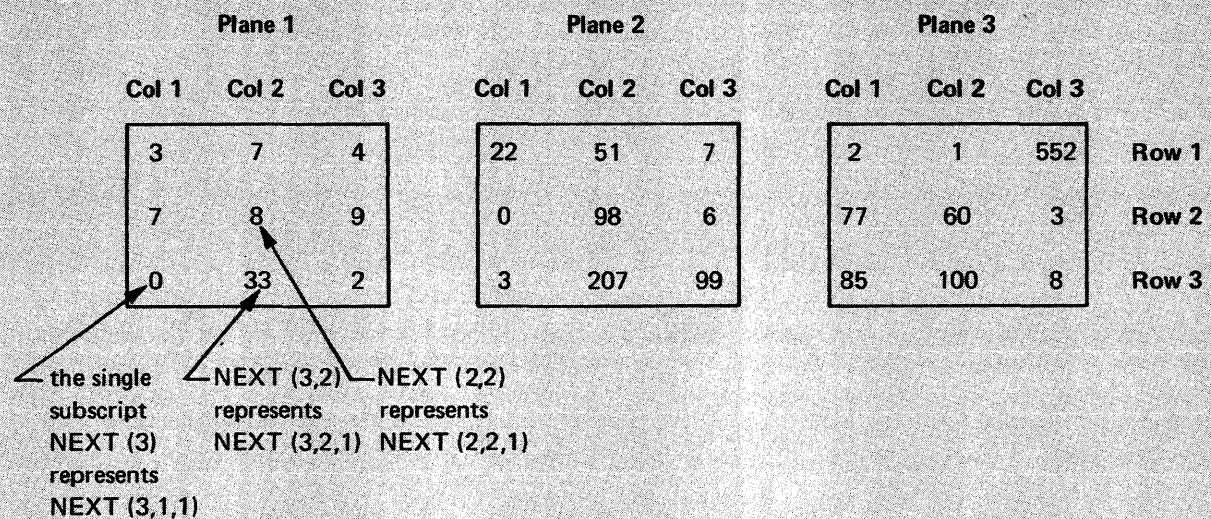 Plane 1 Plane 2 Plane 3
Col 1 Col 2 Col 3 Col 1 Col 2 Col 3 Col 1 Col 2 Col 3
3 7 4 22 51 7 2 1 552 Row 1
7 8 9 0 98 6 77 60 3 Row 2
0 33 2 3 207 99 85 100 8 Row 3
the single
subscript
NEXT (3)
represents
NEXT (3,1,1)
NEXT (3,2)
represents
NEXT (3,2,1)
NEXT (2,2)
represents
NEXT (2,2,1)